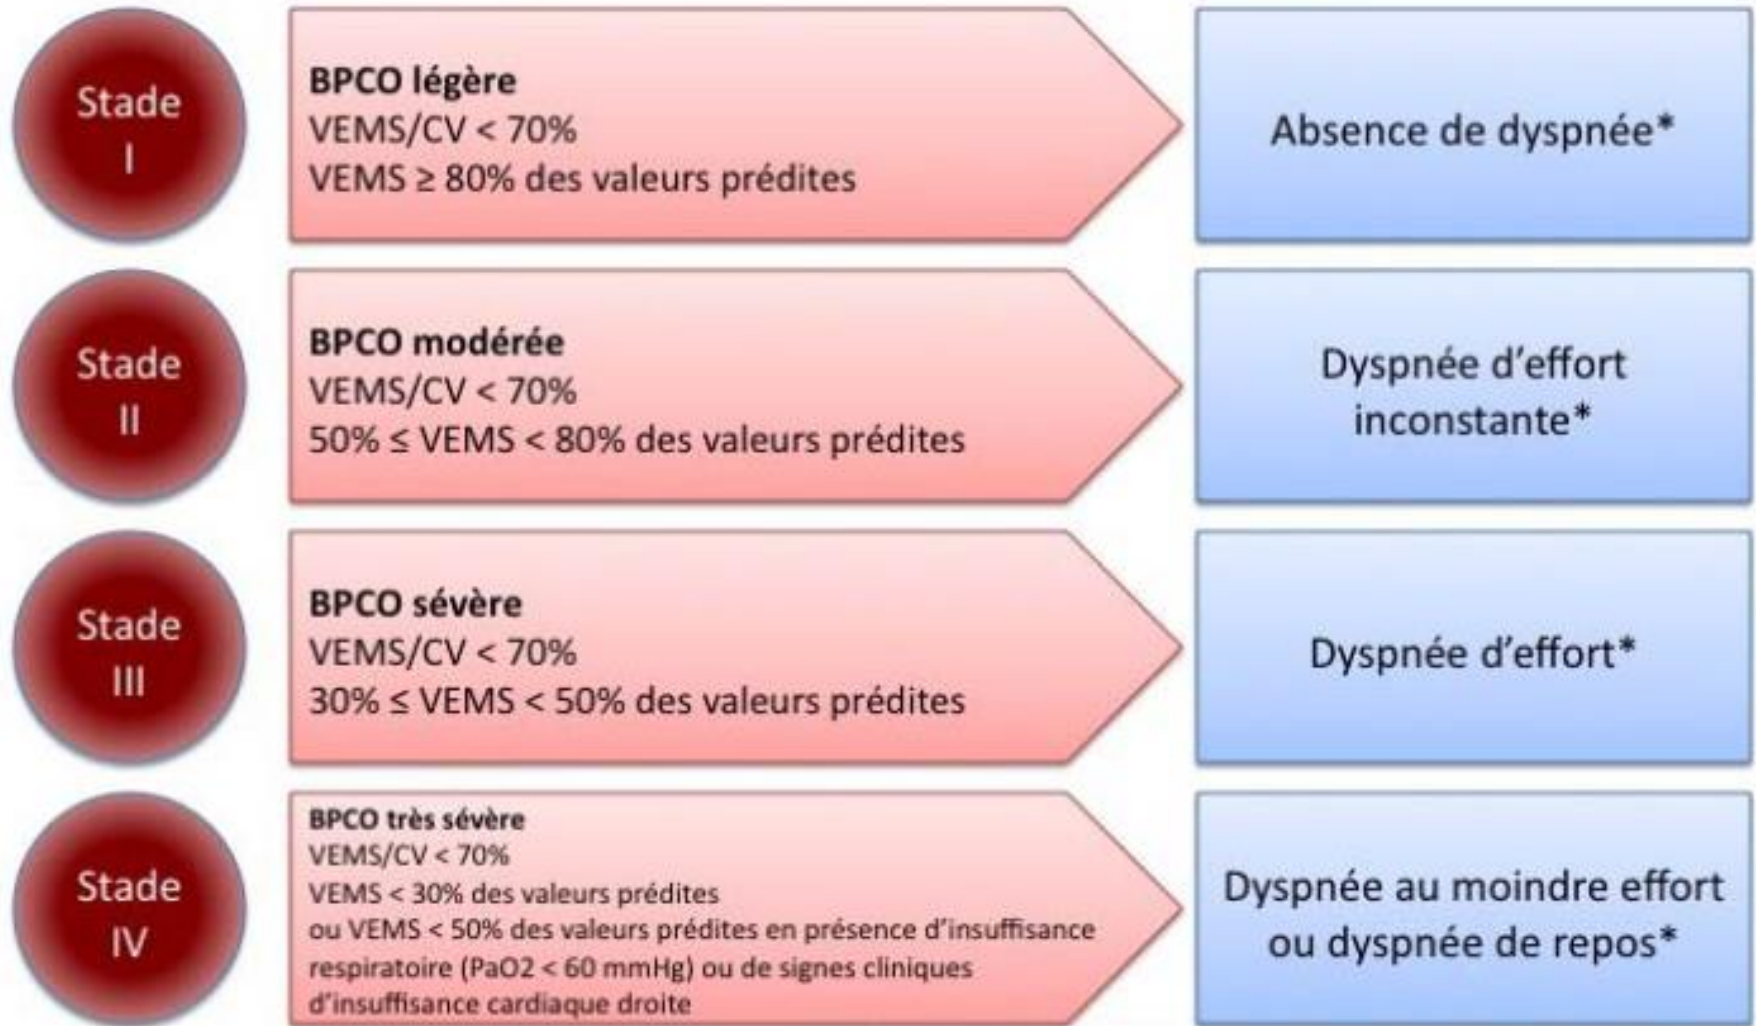 Stade
I
BPCO légère
VEMS/CV < 70%
VEMS ≥ 80% des valeurs prédites
Absence de dyspnée*
Stade
II
BPCO modérée
VEMS/CV < 70%
50% ≤ VEMS < 80% des valeurs prédites
Dyspnée d’effort
inconstante*
Stade
III
BPCO sévère
VEMS/CV < 70%
30% ≤ VEMS < 50% des valeurs prédites
Dyspnée d’effort*
Stade
IV
BPCO très sévère
VEMS/CV < 70%
VEMS < 30% des valeurs prédites
ou VEMS < 50% des valeurs prédites en présence d’insuffisance
respiratoire (PaO2 < 60 mmHg) ou de signes cliniques
d’insuffisance cardiaque droite
Dyspnée au moindre effort
ou dyspnée de repos*